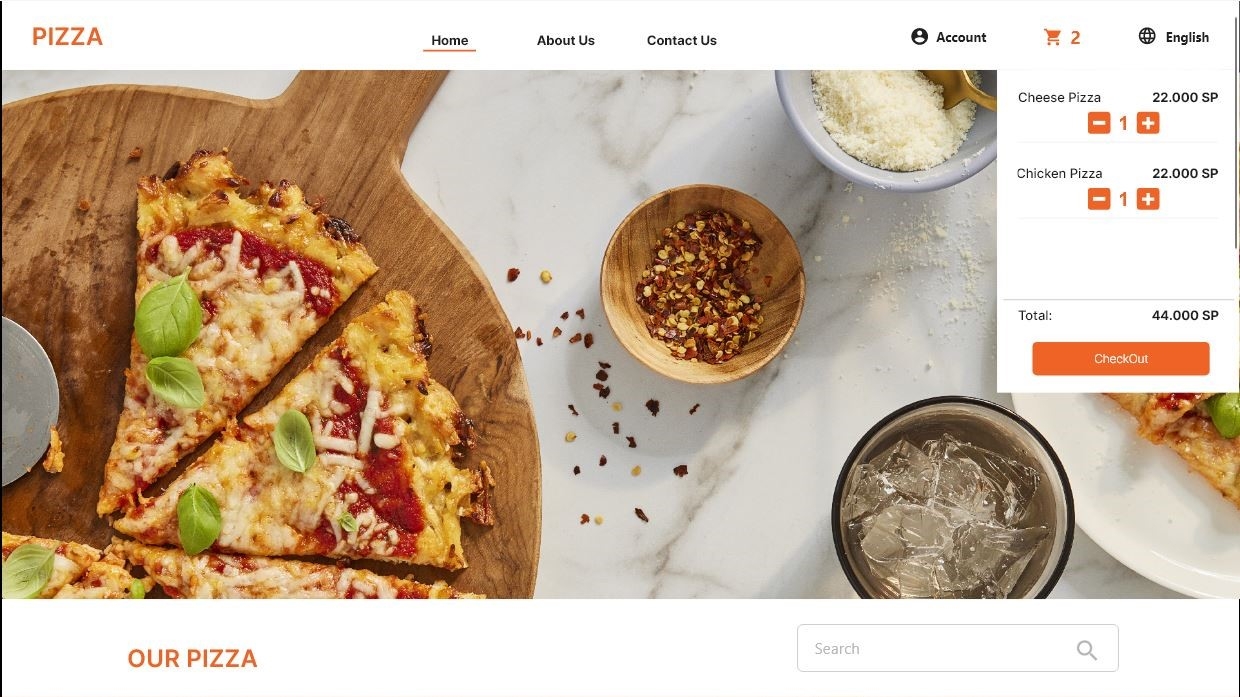 PIZZA
Home About Us Contact Us Account 2 English
Cheese Pizza 22.000 SP
1
Chicken Pizza 22.000 SP
1
Total: 44.000 SP
CheckOut
OUR PIZZA Search